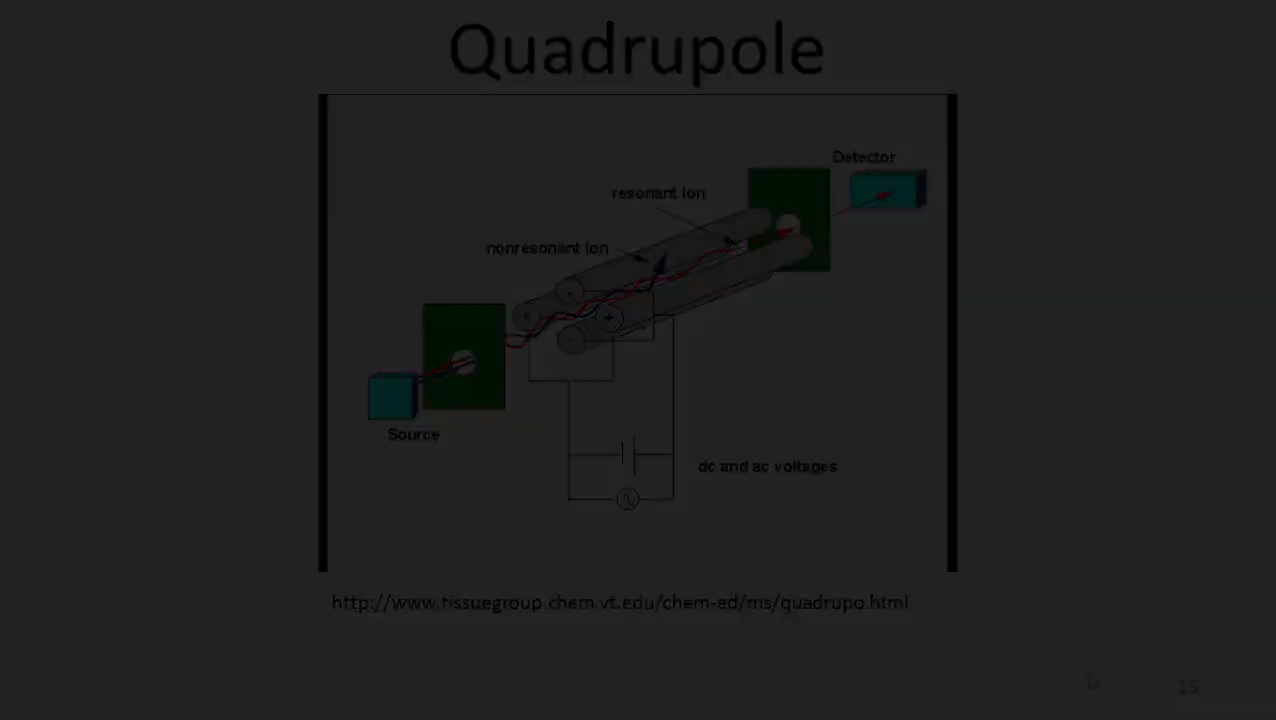 Quadrupole
Detector
resonant ion
nonresonant ion
Source
dc and ac voltages
http://www.tissuegroup.chem.vt.edu/chem-ed/ms/quadrupo.html
15